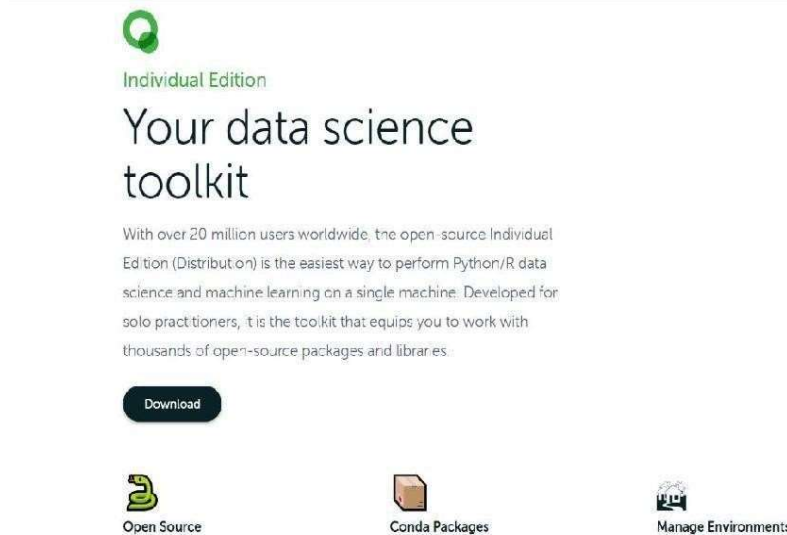 Individual Edition
Your data science
toolkit
With over 20 million users worldwide, the open-source Individual
Edition (Distribution) is the easiest way to perform Python/R data
science and machine learning on a single machine. Developed for
solo practitioners, it is the toolkit that equips you to work with
thousands of open-source packages and libraries.
Download
Open Source
Conda Packages
Manage Environments